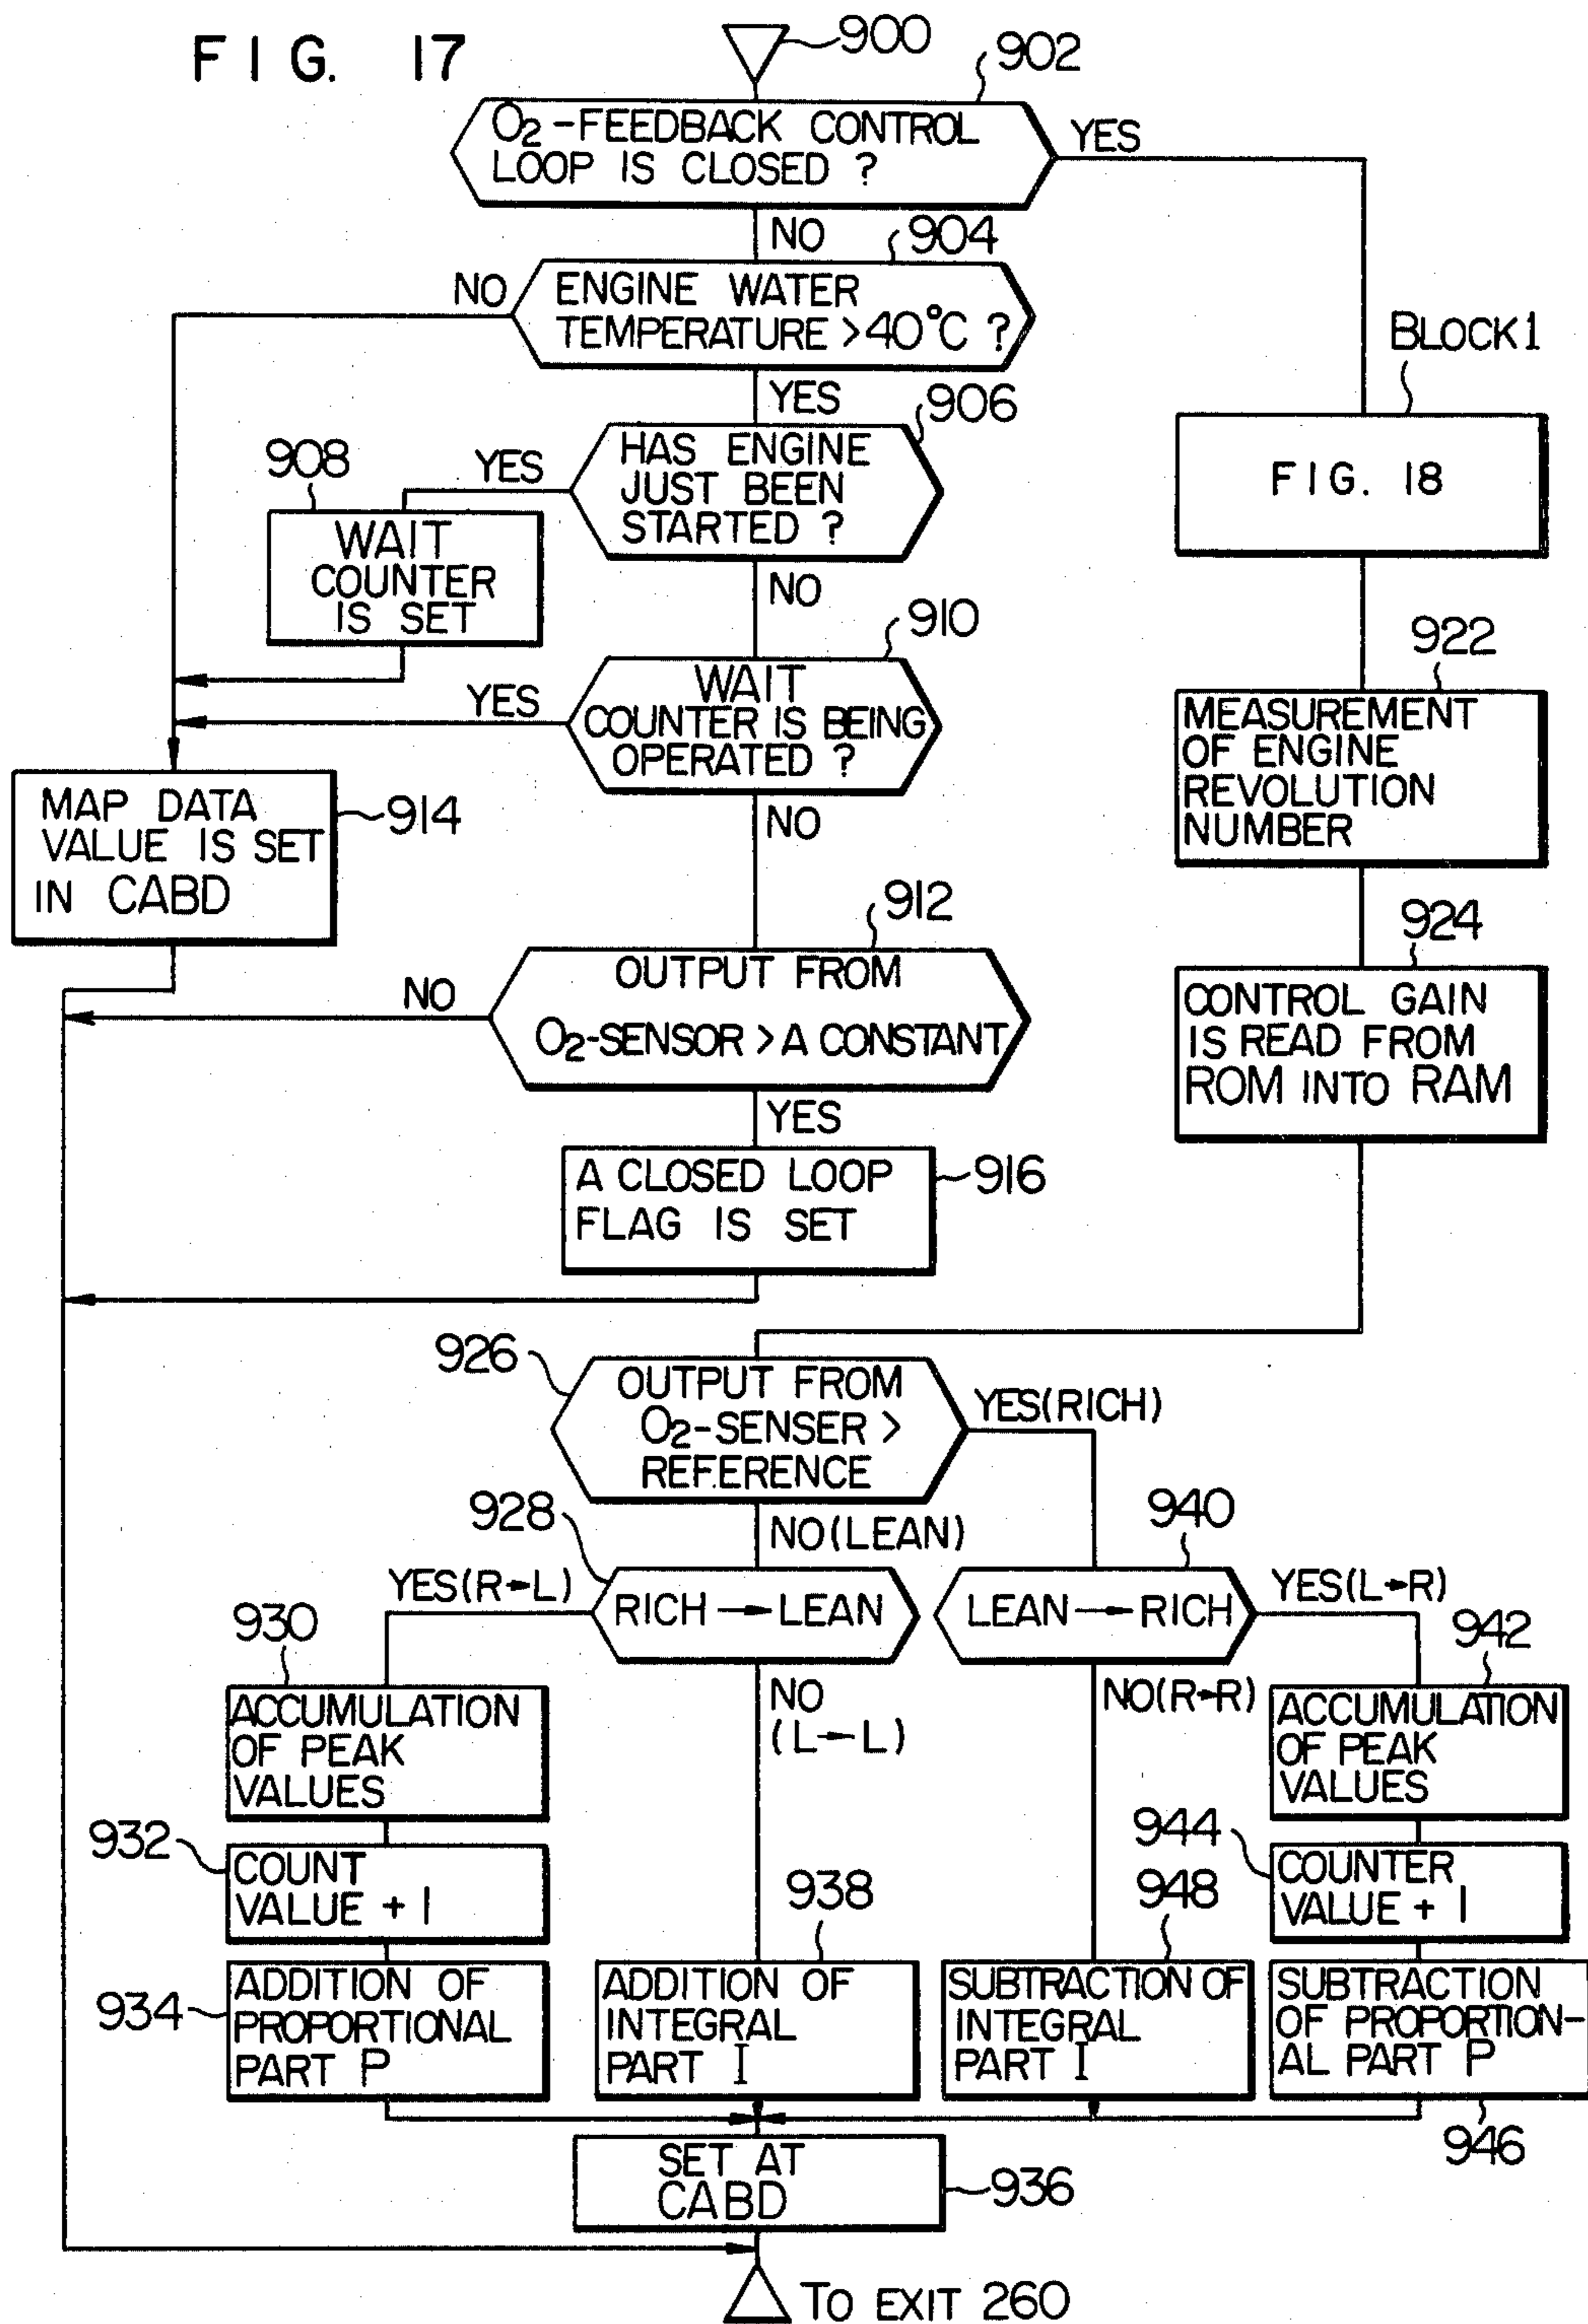 FIG. 17
900
902
O2-FEEDBACK CONTROL
LOOP IS CLOSED ?
YES
NO
904
NO
ENGINE WATER
TEMPERATURE >40°C ?
BLOCK1
YES
906
908
YES
HAS ENGINE
JUST BEEN
STARTED ?
FIG. 18
WAIT
COUNTER
IS SET
NO
910
922
YES
WAIT
COUNTER IS BEING
OPERATED ?
MEASUREMENT
OF ENGINE
REVOLUTION
NUMBER
MAP DATA
VALUE IS SET
IN CABD
914
NO
912
924
NO
OUTPUT FROM
O2-SENSOR > A CONSTANT
CONTROL GAIN
IS READ FROM
ROM INTO RAM
YES
A CLOSED LOOP
FLAG IS SET
916
926
OUTPUT FROM
O2-SENSER >
REFERENCE
YES(RICH)
928
NO(LEAN)
940
YES(R→L)
RICH → LEAN
LEAN → RICH
YES(L→R)
930
942
ACCUMULATION
OF PEAK
VALUES
NO
(L→L)
NO(R→R)
ACCUMULATION
OF PEAK
VALUES
932
COUNT
VALUE + 1
938
948
944
COUNTER
VALUE + 1
934
ADDITION OF
PROPORTIONAL
PART P
ADDITION OF
INTEGRAL
PART I
SUBTRACTION OF
INTEGRAL
PART I
SUBTRACTION
OF PROPORTION-
AL PART P
946
SET AT
CABD
936
TO EXIT 260